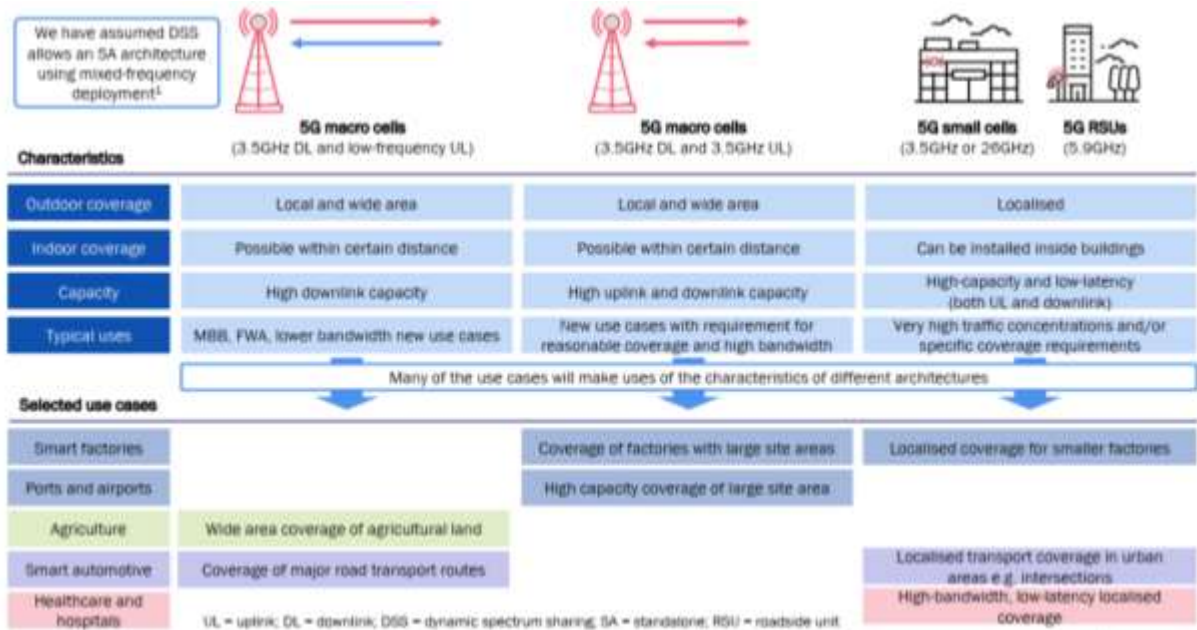 We have assumed DSS
allows an SA architecture
using mixed-frequency
deployment¹
5G macro cells
(3.5GHz DL and low-frequency UL)
5G macro cells
(3.5GHz DL and 3.5GHz UL)
5G small cells
(3.5GHz or 26GHz)
5G RSUs
(5.9GHz)
Characteristics
Outdoor coverage
Local and wide area
Local and wide area
Localised
Indoor coverage
Possible within certain distance
Possible within certain distance
Can be installed inside buildings
Capacity
High downlink capacity
High uplink and downlink capacity
High-capacity and low-latency
(both UL and downlink)
Typical uses
MBB, FWA, lower bandwidth new use cases
New use cases with requirement for
reasonable coverage and high bandwidth
Very high traffic concentrations and/or
specific coverage requirements
Many of the use cases will make uses of the characteristics of different architectures
Selected use cases
Smart factories
Coverage of factories with large site areas
Localised coverage for smaller factories
Ports and airports
High capacity coverage of large site area
Agriculture
Wide area coverage of agricultural land
Smart automotive
Coverage of major road transport routes
Localised transport coverage in urban
areas e.g. intersections
Healthcare and
hospitals
High-bandwidth, low-latency localised
coverage
UL = uplink; DL = downlink; DSS = dynamic spectrum sharing; SA = standalone; RSU = roadside unit